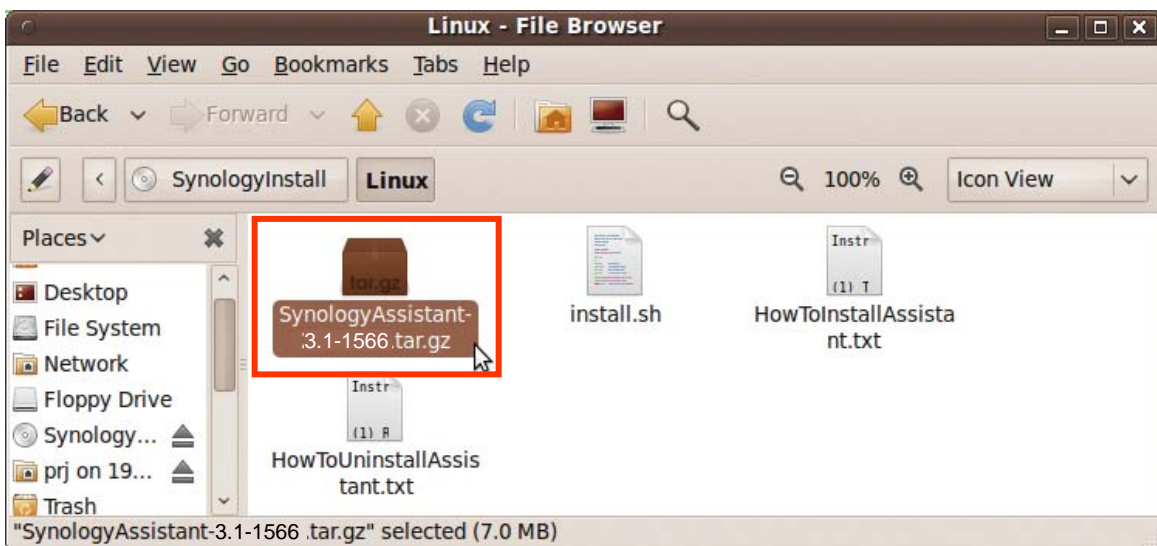 Linux - File Browser
File Edit View Go Bookmarks Tabs Help
Back Forward
SynologyInstall Linux 100% Icon View
Places
Desktop
File System
Network
Floppy Drive
Synology...
prj on 19...
Trash
tar.gz
SynologyAssistant-
3.1-1566.tar.gz
install.sh
Instr
(1) T
HowToInstallAssista
nt.txt
Instr
(1) R
HowToUninstallAssis
tant.txt
"SynologyAssistant-3.1-1566 .tar.gz" selected (7.0 MB)